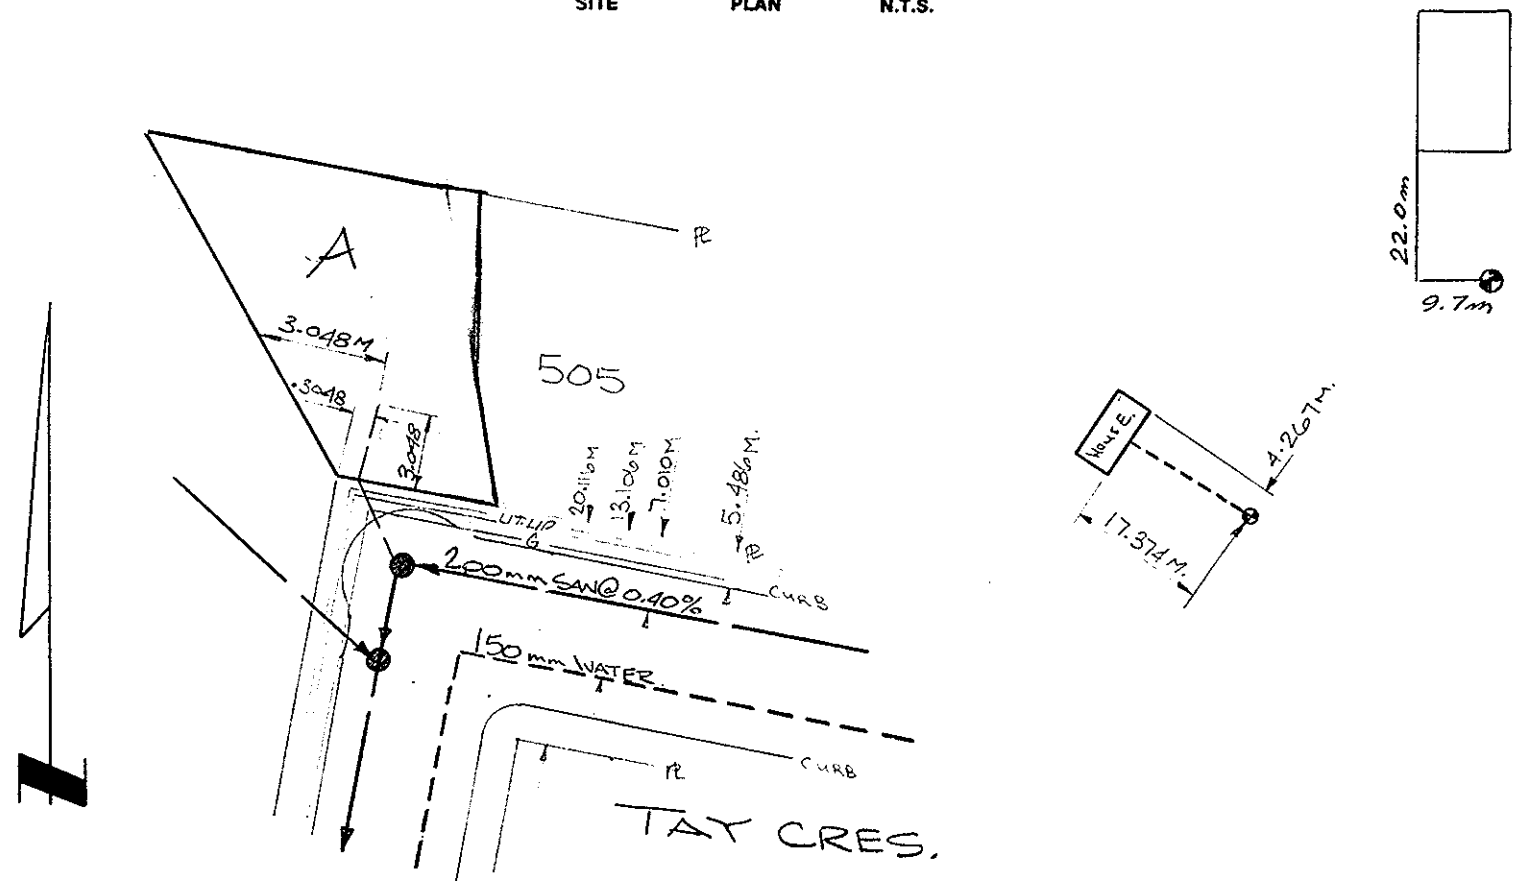 SITE PLAN N.T.S.
22.0m
9.7m
A
3.048M
.3048
3.048
505
20.116M
13.106M
7.010M
5.486M.
UTILP
G
CURB
200mm SAN@ 0.40%
150mm WATER.
CURB
TAY CRES.
HOUSE.
4.267M.
17.374M.